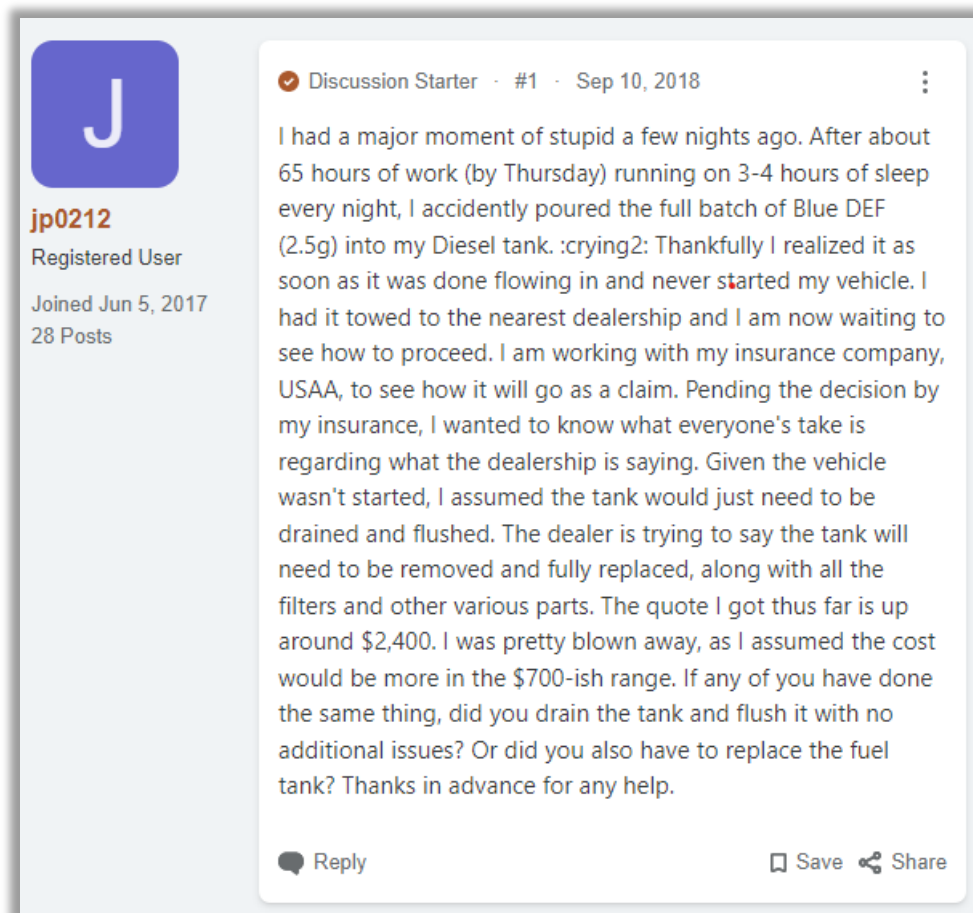 J
jp0212
Registered User
Joined Jun 5, 2017
28 Posts
Discussion Starter · #1 · Sep 10, 2018
I had a major moment of stupid a few nights ago. After about
65 hours of work (by Thursday) running on 3-4 hours of sleep
every night, I accidently poured the full batch of Blue DEF
(2.5g) into my Diesel tank. :crying2: Thankfully I realized it as
soon as it was done flowing in and never started my vehicle. I
had it towed to the nearest dealership and I am now waiting to
see how to proceed. I am working with my insurance company,
USAA, to see how it will go as a claim. Pending the decision by
my insurance, I wanted to know what everyone's take is
regarding what the dealership is saying. Given the vehicle
wasn't started, I assumed the tank would just need to be
drained and flushed. The dealer is trying to say the tank will
need to be removed and fully replaced, along with all the
filters and other various parts. The quote I got thus far is up
around $2,400. I was pretty blown away, as I assumed the cost
would be more in the $700-ish range. If any of you have done
the same thing, did you drain the tank and flush it with no
additional issues? Or did you also have to replace the fuel
tank? Thanks in advance for any help.
Reply
Save
Share